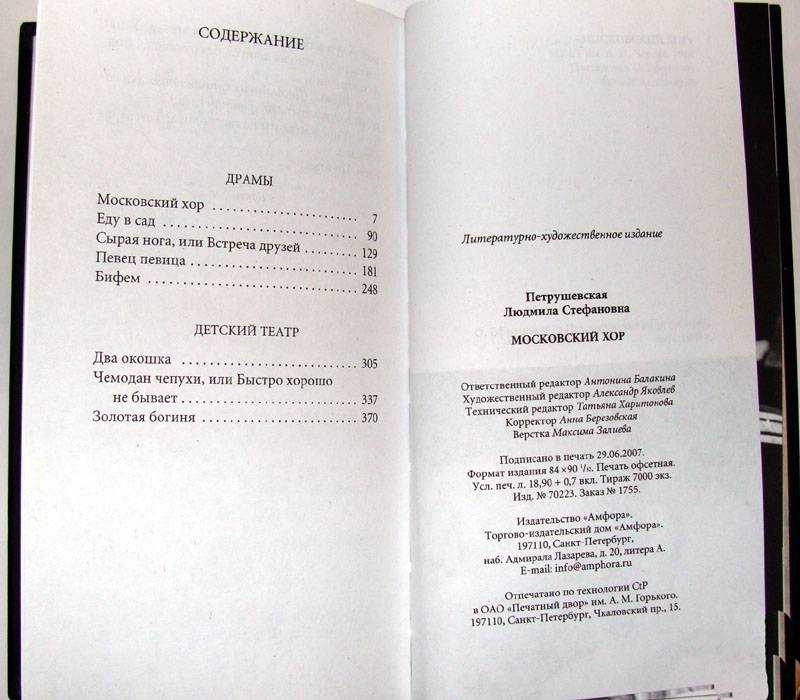 СОДЕРЖАНИЕ
ДРАМЫ
Московский хор ........................ 7
Еду в сад ................................ 90
Сырая нога, или Встреча друзей ........ 129
Певец певица .......................... 181
Бифем ................................. 248
ДЕТСКИЙ ТЕАТР
Два окошка ............................ 305
Чемодан чепухи, или Быстро хорошо
не бывает ............................. 337
Золотая богиня ........................ 370
Литературно-художественное издание
Петрушевская
Людмила Стефановна
МОСКОВСКИЙ ХОР
Ответственный редактор Антонина Балакина
Художественный редактор Александр Яковлев
Технический редактор Татьяна Харитонова
Корректор Анна Березовская
Верстка Максима Залиева
Подписано в печать 29.06.2007.
Формат издания 84 × 90 1/32. Печать офсетная.
Усл. печ. л. 18,90 + 0,7 вкл. Тираж 7000 экз.
Изд. № 70223. Заказ № 1755.
Издательство «Амфора».
Торгово-издательский дом «Амфора».
197110, Санкт-Петербург,
наб. Адмирала Лазарева, д. 20, литера А.
E-mail: info@amphora.ru
Отпечатано по технологии CtP
в ОАО «Печатный двор» им. А. М. Горького.
197110, Санкт-Петербург, Чкаловский пр., 15.